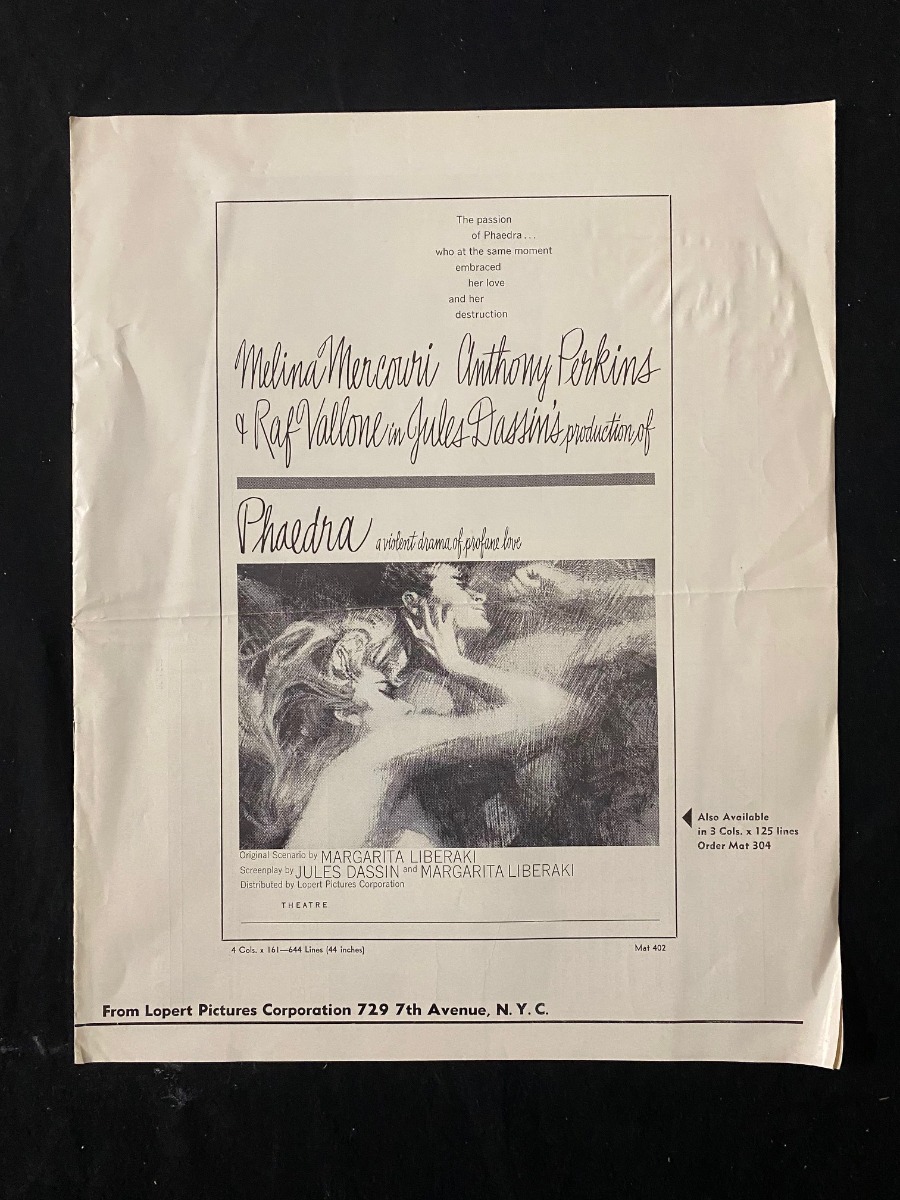 The passion
of Phaedra...
who at the same moment
embraced
her love
and her
destruction
Melina Mercouri Anthony Perkins
& Raf Vallone in Jules Dassin's production of
Phaedra a violent drama of profane love
Original Scenario by MARGARITA LIBERAKI
Screenplay by JULES DASSIN and MARGARITA LIBERAKI
Distributed by Lopert Pictures Corporation
THEATRE
Also Available
in 3 Cols. x 125 lines
Order Mat 304
4 Cols. x 161—644 Lines (44 inches) Mat 402
From Lopert Pictures Corporation 729 7th Avenue, N. Y. C.